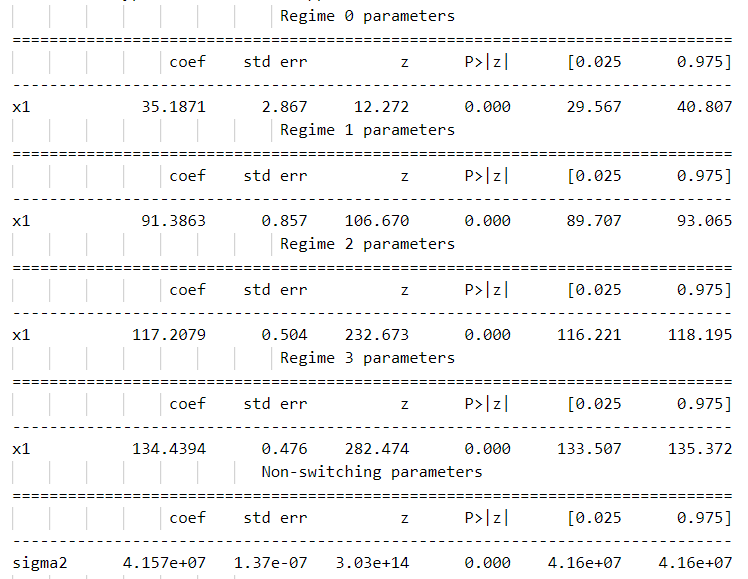 Regime 0 parameters
==============================================================================
coef    std err          z      P>|z|      [0.025      0.975]
------------------------------------------------------------------------------
x1            35.1871      2.867     12.272      0.000      29.567      40.807
Regime 1 parameters
==============================================================================
coef    std err          z      P>|z|      [0.025      0.975]
------------------------------------------------------------------------------
x1            91.3863      0.857    106.670      0.000      89.707      93.065
Regime 2 parameters
==============================================================================
coef    std err          z      P>|z|      [0.025      0.975]
------------------------------------------------------------------------------
x1           117.2079      0.504    232.673      0.000     116.221     118.195
Regime 3 parameters
==============================================================================
coef    std err          z      P>|z|      [0.025      0.975]
------------------------------------------------------------------------------
x1           134.4394      0.476    282.474      0.000     133.507     135.372
Non-switching parameters
==============================================================================
coef    std err          z      P>|z|      [0.025      0.975]
------------------------------------------------------------------------------
sigma2      4.157e+07   1.37e-07   3.03e+14      0.000    4.16e+07    4.16e+07